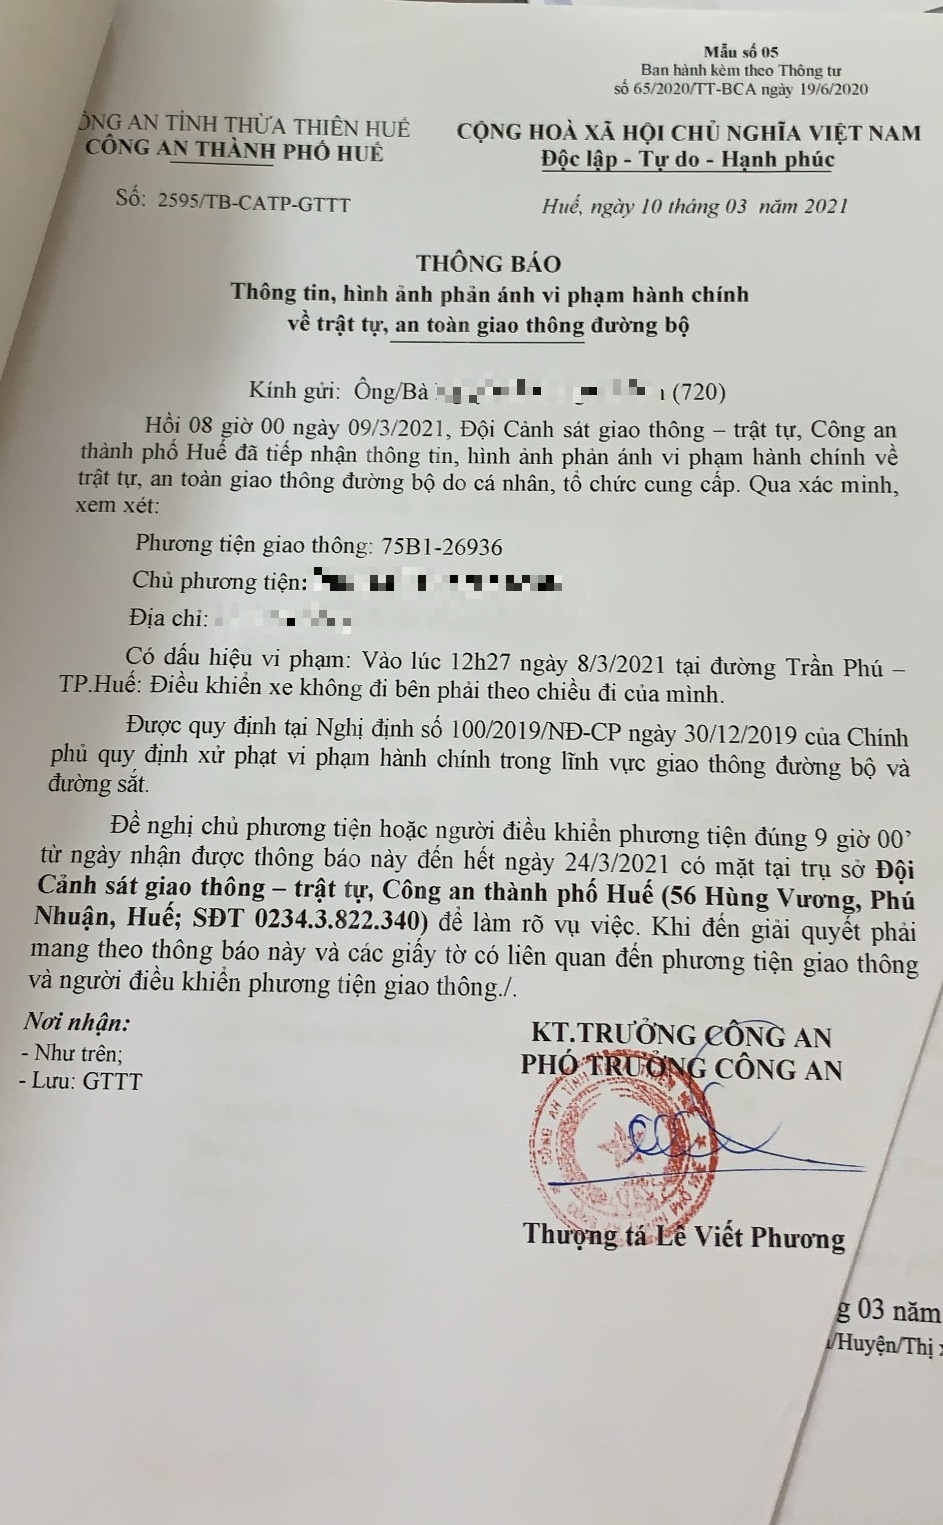 Mẫu số 05
Ban hành kèm theo Thông tư
số 65/2020/TT-BCA ngày 19/6/2020
ÔNG AN TỈNH THỪA THIÊN HUẾ
CÔNG AN THÀNH PHỐ HUẾ
CỘNG HOÀ XÃ HỘI CHỦ NGHĨA VIỆT NAM
Độc lập - Tự do - Hạnh phúc
Số: 2595/TB-CATP-GTTT
Huế, ngày 10 tháng 03 năm 2021
THÔNG BÁO
Thông tin, hình ảnh phản ánh vi phạm hành chính
về trật tự, an toàn giao thông đường bộ
Kính gửi: Ông/Bà (720)
Hồi 08 giờ 00 ngày 09/3/2021, Đội Cảnh sát giao thông – trật tự, Công an
thành phố Huế đã tiếp nhận thông tin, hình ảnh phản ánh vi phạm hành chính về
trật tự, an toàn giao thông đường bộ do cá nhân, tổ chức cung cấp. Qua xác minh,
xem xét:
Phương tiện giao thông: 75B1-26936
Chủ phương tiện:
Địa chỉ:
Có dấu hiệu vi phạm: Vào lúc 12h27 ngày 8/3/2021 tại đường Trần Phú –
TP.Huế: Điều khiển xe không đi bên phải theo chiều đi của mình.
Được quy định tại Nghị định số 100/2019/NĐ-CP ngày 30/12/2019 của Chính
phủ quy định xử phạt vi phạm hành chính trong lĩnh vực giao thông đường bộ và
đường sắt.
Đề nghị chủ phương tiện hoặc người điều khiển phương tiện đúng 9 giờ 00’
từ ngày nhận được thông báo này đến hết ngày 24/3/2021 có mặt tại trụ sở Đội
Cảnh sát giao thông – trật tự, Công an thành phố Huế (56 Hùng Vương, Phú
Nhuận, Huế; SĐT 0234.3.822.340) để làm rõ vụ việc. Khi đến giải quyết phải
mang theo thông báo này và các giấy tờ có liên quan đến phương tiện giao thông
và người điều khiển phương tiện giao thông./.
Nơi nhận:
- Như trên;
- Lưu: GTTT
KT.TRƯỞNG CÔNG AN
PHÓ TRƯỞNG CÔNG AN
Thượng tá Lê Viết Phương
g 03 năm
/Huyện/Thị